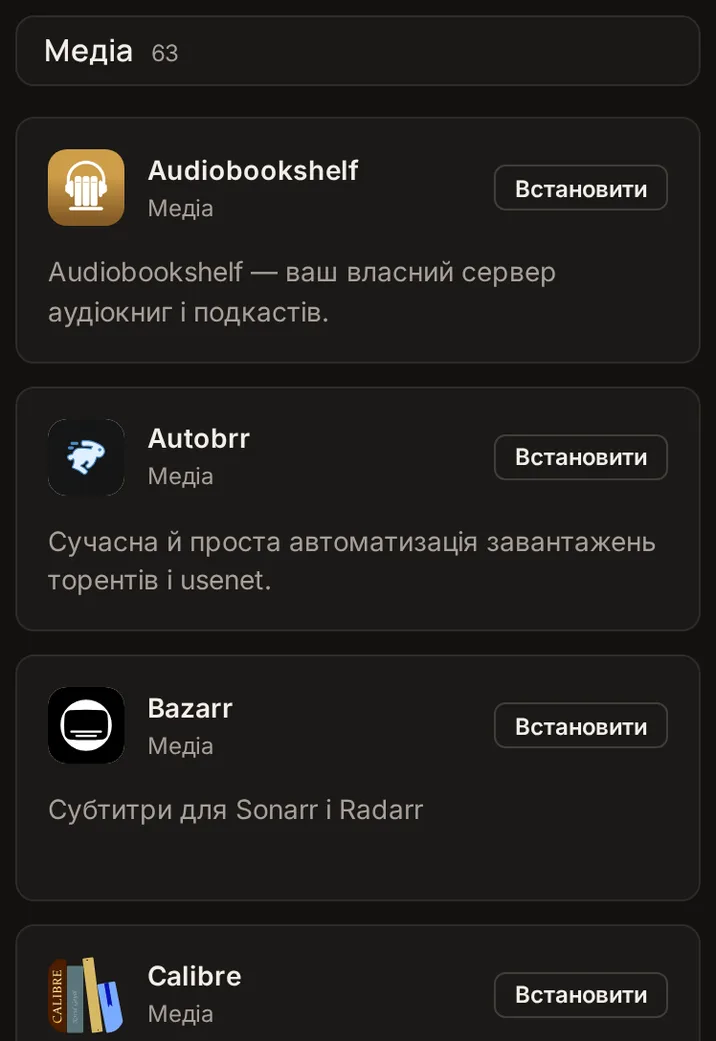 Медіа 63
Audiobookshelf
Медіа
Встановити
Audiobookshelf — ваш власний сервер
аудіокниг і подкастів.
Autobrr
Медіа
Встановити
Сучасна й проста автоматизація завантажень
торентів і usenet.
Bazarr
Медіа
Встановити
Субтитри для Sonarr і Radarr
CALIBRE
Calibre
Медіа
Встановити